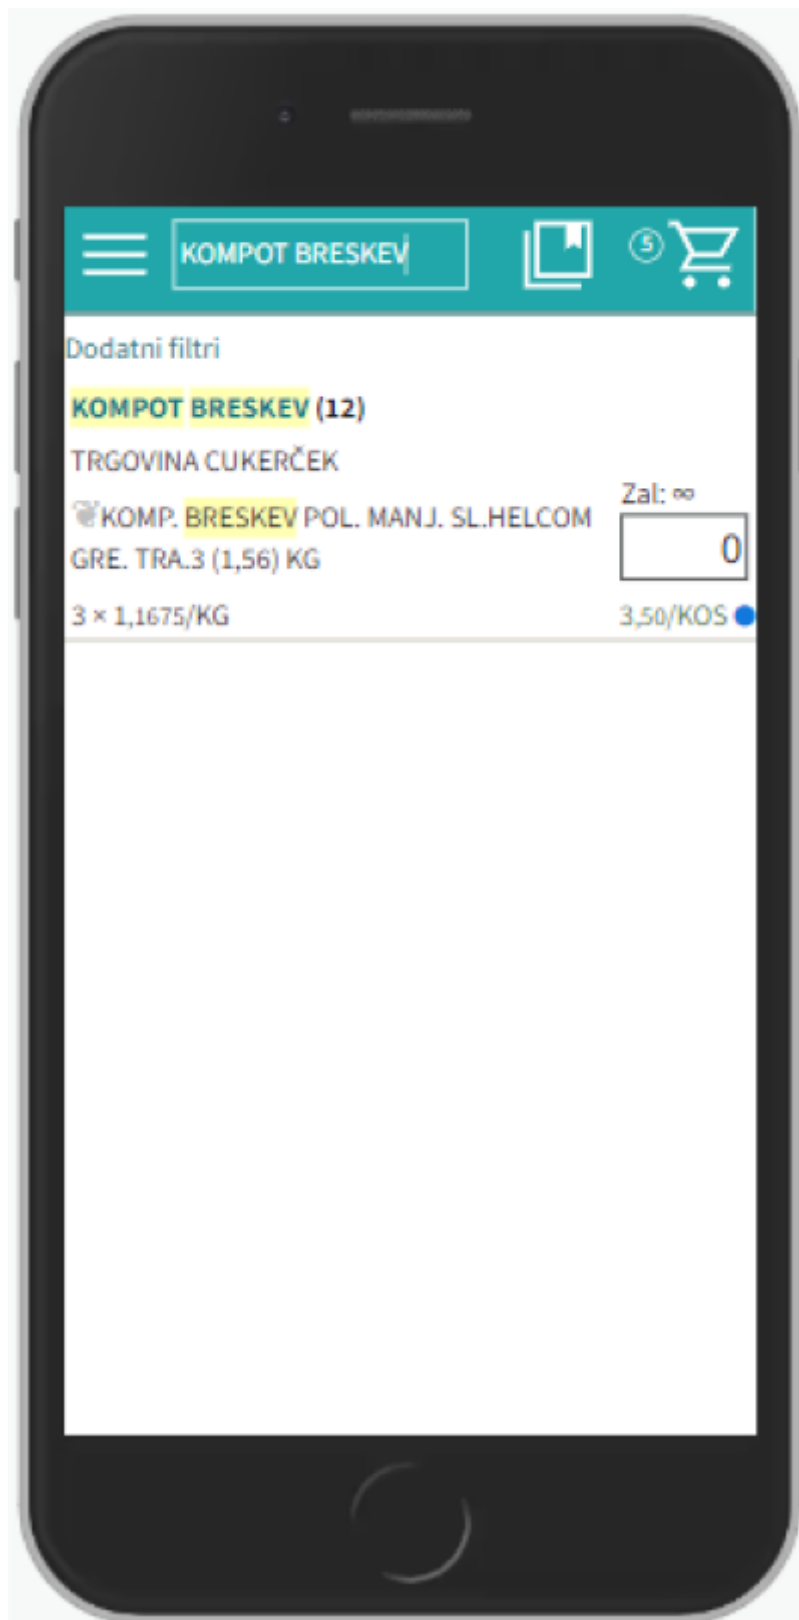 KOMPOT BRESKEV
5
Dodatni filtri
KOMPOT BRESKEV (12)
TRGOVINA CUKERČEK
Zal: ∞
KOMP. BRESKEV POL. MANJ. SL.HELCOM
GRE. TRA.3 (1,56) KG
0
3 × 1,1675/KG
3,50/KOS